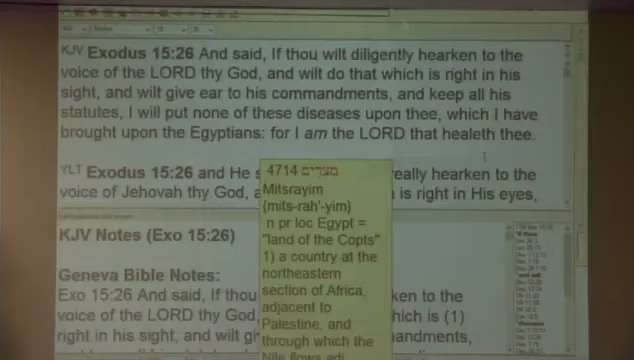 KJV Exodus 15:26 And said, If thou wilt diligently hearken to the
voice of the LORD thy God, and wilt do that which is right in his
sight, and wilt give ear to his commandments, and keep all his
statutes, I will put none of these diseases upon thee, which I have
brought upon the Egyptians: for I am the LORD that healeth thee.
YLT Exodus 15:26 and He s
eally hearken to the
voice of Jehovah thy God, a
is right in His eyes,
4714 מצרים
Mitsrayim
{mits-rah'-yim}
n pr loc Egypt =
"land of the Copts"
1) a country at the
northeastern
section of Africa,
adjacent to
Palestine, and
through which the
Nile flows adj
KJV Notes (Exo 15:26)
Geneva Bible Notes:
Exo 15:26 And said, If thou
ken to the
voice of the LORD thy God
hich is (1)
right in his sight, and wilt gi
mandments,